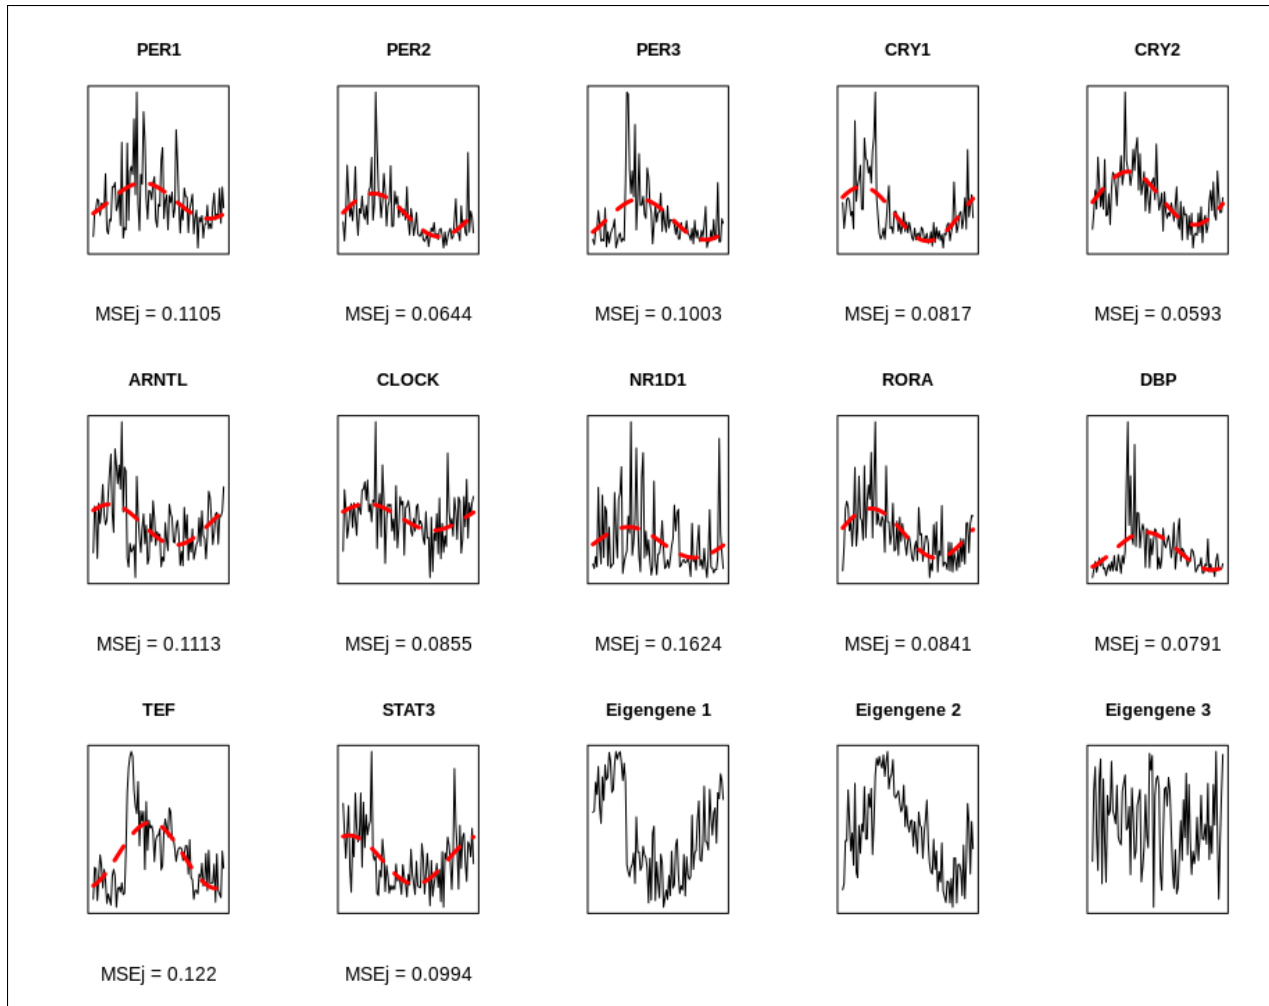 PER1 PER2 PER3 CRY1 CRY2
MSEj = 0.1105 MSEj = 0.0644 MSEj = 0.1003 MSEj = 0.0817 MSEj = 0.0593
ARNTL CLOCK NR1D1 RORA DBP
MSEj = 0.1113 MSEj = 0.0855 MSEj = 0.1624 MSEj = 0.0841 MSEj = 0.0791
TEF STAT3 Eigengene 1 Eigengene 2 Eigengene 3
MSEj = 0.122 MSEj = 0.0994